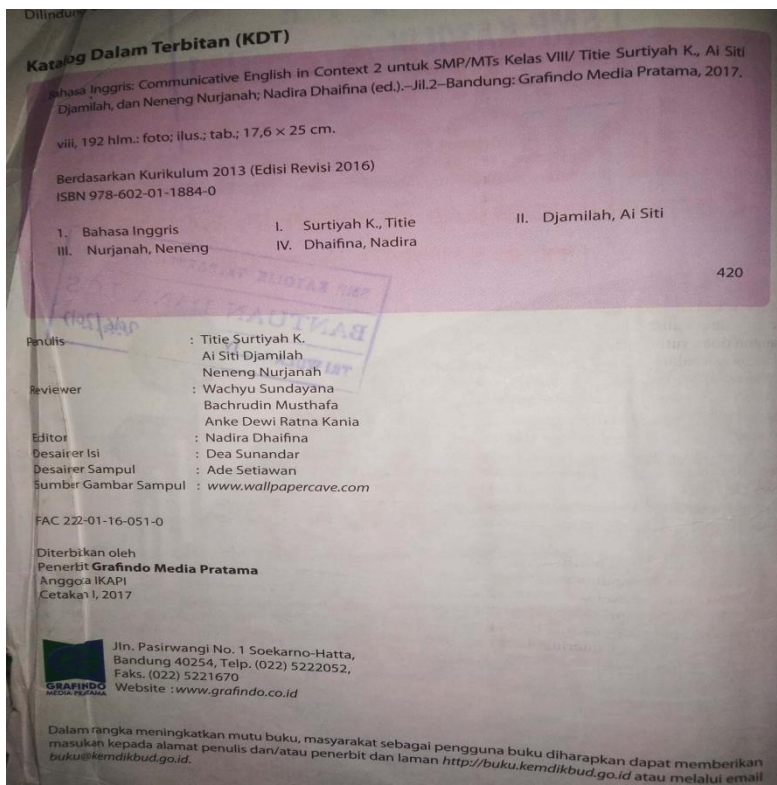 Dilindungi
Katalog Dalam Terbitan (KDT)
Bahasa Inggris: Communicative English in Context 2 untuk SMP/MTs Kelas VIII/ Titie Surtiyah K., Ai Siti
Djamilah, dan Neneng Nurjanah; Nadira Dhaifina (ed.).–Jil.2–Bandung: Grafindo Media Pratama, 2017.
viii, 192 hlm.: foto; ilus.; tab.; 17,6 × 25 cm.
Berdasarkan Kurikulum 2013 (Edisi Revisi 2016)
ISBN 978-602-01-1884-0
1. Bahasa Inggris I. Surtiyah K., Titie II. Djamilah, Ai Siti
III. Nurjanah, Neneng IV. Dhaifina, Nadira
420
BANTUAN
Penulis : Titie Surtiyah K.
Ai Siti Djamilah
Neneng Nurjanah
Reviewer : Wachyu Sundayana
Bachrudin Musthafa
Anke Dewi Ratna Kania
Editor : Nadira Dhaifina
Desainer Isi : Dea Sunandar
Desainer Sampul : Ade Setiawan
Sumber Gambar Sampul : www.wallpapercave.com
FAC 222-01-16-051-0
Diterbitkan oleh
Penerbit Grafindo Media Pratama
Anggota IKAPI
Cetakan I, 2017
GRAFINDO
MEDIA PRATAMA
Jln. Pasirwangi No. 1 Soekarno-Hatta,
Bandung 40254, Telp. (022) 5222052,
Faks. (022) 5221670
Website : www.grafindo.co.id
Dalam rangka meningkatkan mutu buku, masyarakat sebagai pengguna buku diharapkan dapat memberikan
masukan kepada alamat penulis dan/atau penerbit dan laman http://buku.kemdikbud.go.id atau melalui email
buku@kemdikbud.go.id.